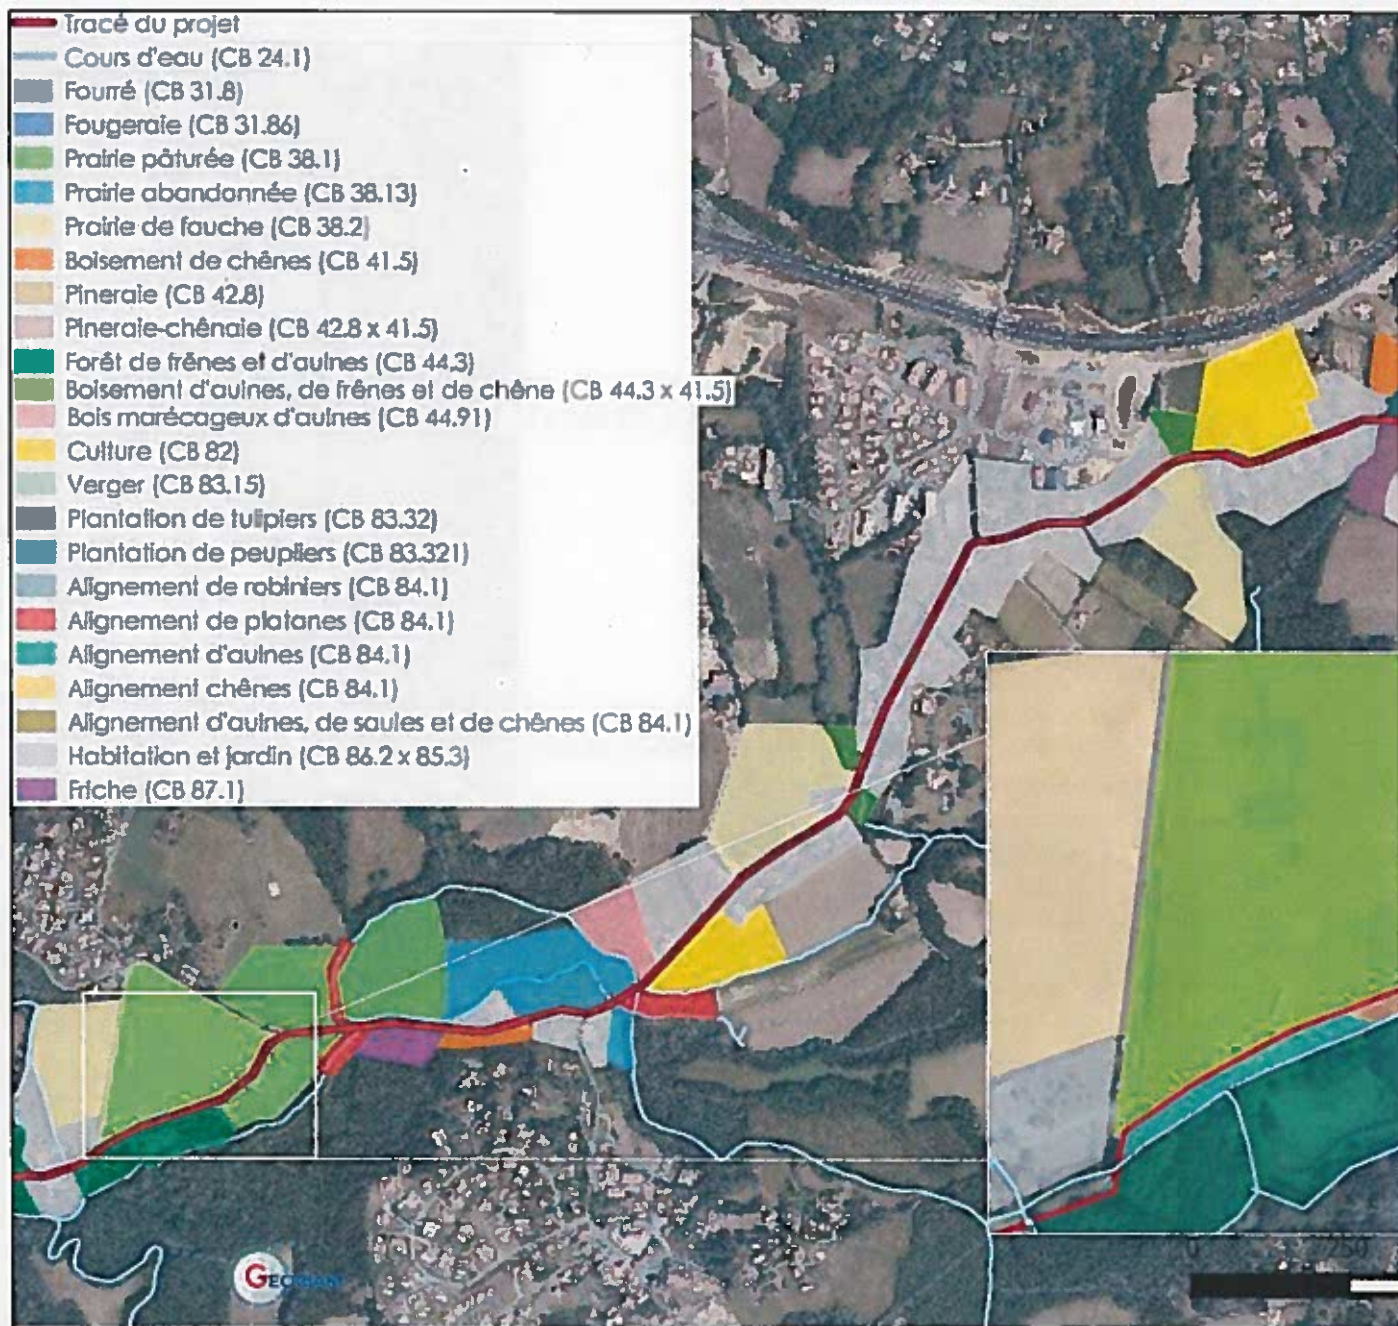 Tracé du projet
Cours d'eau (CB 24.1)
Fourré (CB 31.8)
Fougeraie (CB 31.86)
Prairie pâturée (CB 38.1)
Prairie abandonnée (CB 38.13)
Prairie de fauche (CB 38.2)
Boisement de chênes (CB 41.5)
Pineraie (CB 42.8)
Pineraie-chênaie (CB 42.8 x 41.5)
Forêt de frênes et d'aulnes (CB 44.3)
Boisement d'aulnes, de frênes et de chêne (CB 44.3 x 41.5)
Bois marécageux d'aulnes (CB 44.91)
Culture (CB 82)
Verger (CB 83.15)
Plantation de tulipiers (CB 83.32)
Plantation de peupliers (CB 83.321)
Alignement de robiniers (CB 84.1)
Alignement de platanes (CB 84.1)
Alignement d'aulnes (CB 84.1)
Alignement chênes (CB 84.1)
Alignement d'aulnes, de saules et de chênes (CB 84.1)
Habitation et jardin (CB 86.2 x 85.3)
Friche (CB 87.1)
0 250